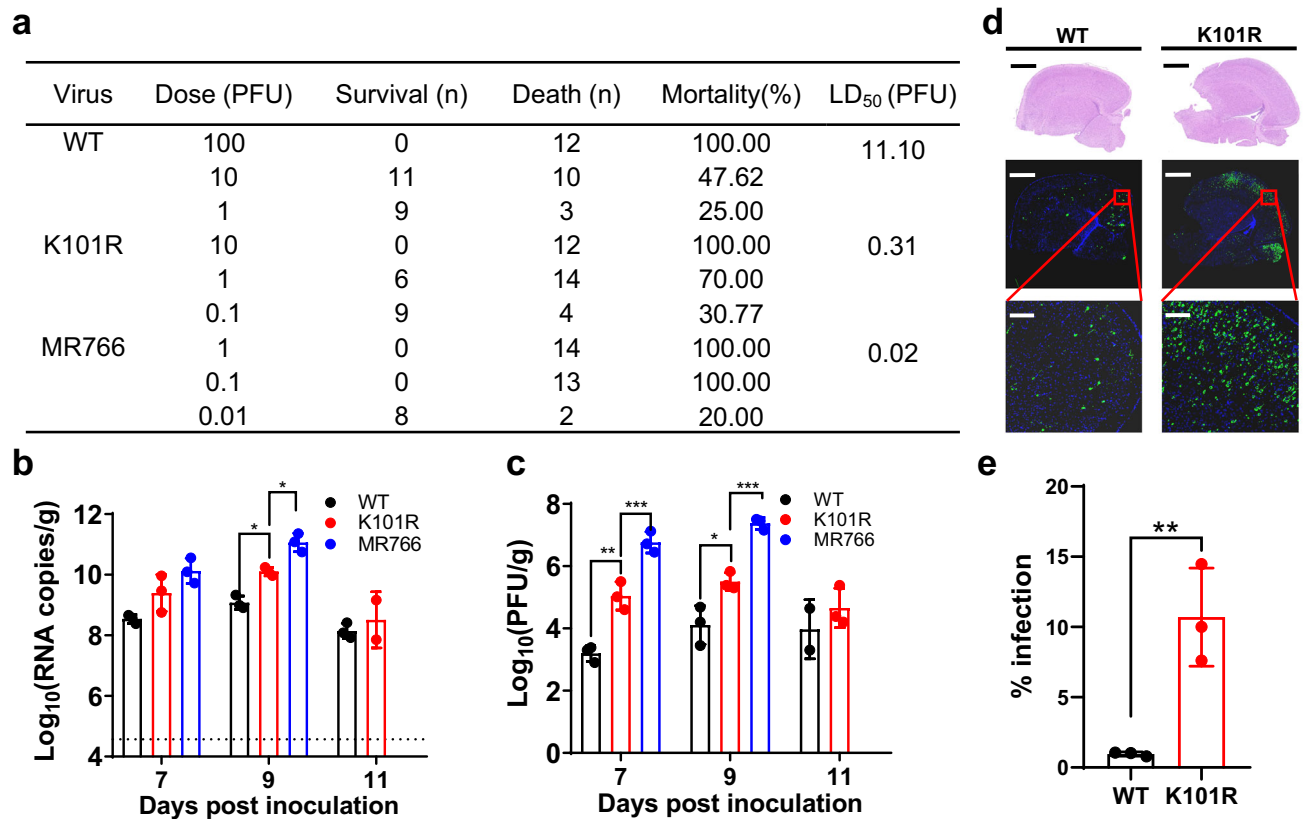 a
Virus Dose (PFU) Survival (n) Death (n) Mortality(%) LD50 (PFU)
WT 100 0 12 100.00 11.10
10 11 10 47.62
1 9 3 25.00
K101R 10 0 12 100.00 0.31
1 6 14 70.00
0.1 9 4 30.77
MR766 1 0 14 100.00 0.02
0.1 0 13 100.00
0.01 8 2 20.00
b
Log10(RNA copies/g)
12
10
8
6
4
* *
WT
K101R
MR766
7 9 11
Days post inoculation
c
Log10(PFU/g)
8
6
4
2
0
** *** * ***
WT
K101R
MR766
7 9 11
Days post inoculation
d
WT K101R
e
% infection
20
15
10
5
0
**
WT K101R